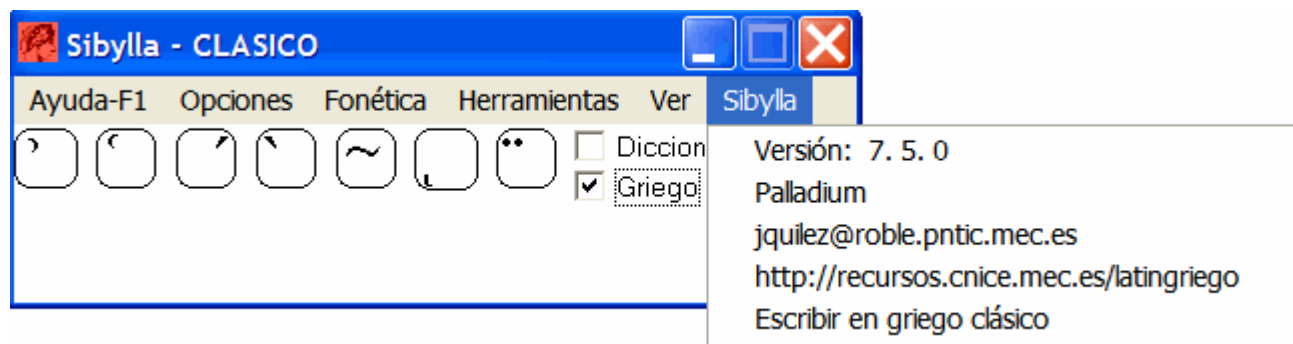 Sibylla - CLASICO
Ayuda-F1 Opciones Fonética Herramientas Ver Sibylla
Diccion
Griego
Versión: 7. 5. 0
Palladium
jquilez@roble.pntic.mec.es
http://recursos.cnice.mec.es/latingriego
Escribir en griego clásico